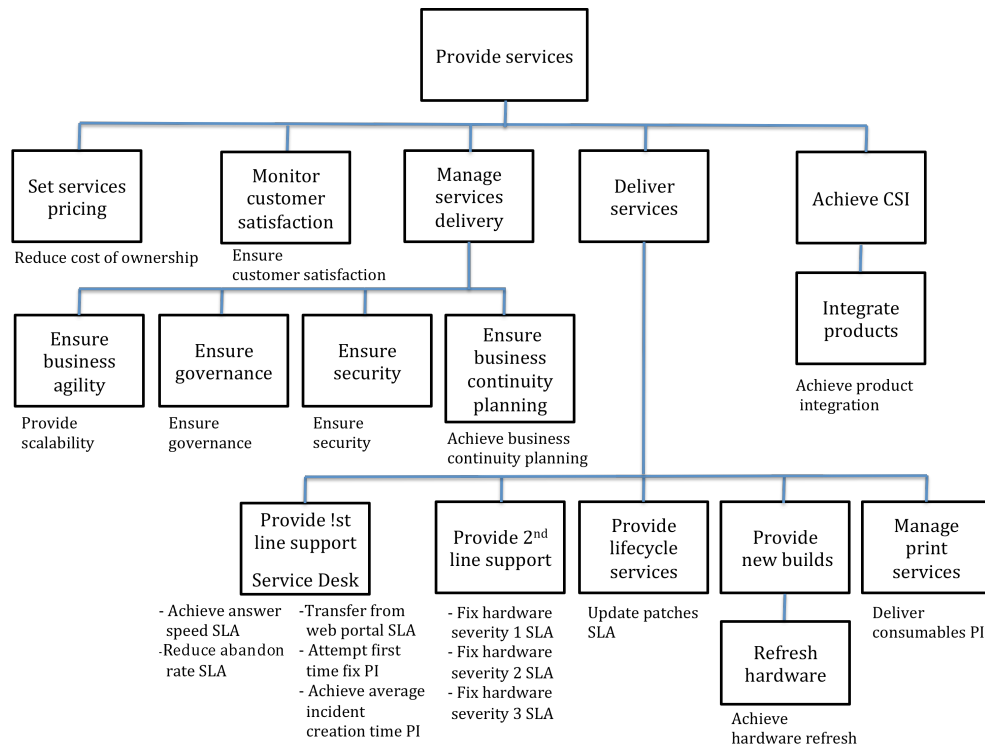 Provide services
Set services
pricing
Reduce cost of ownership
Monitor
customer
satisfaction
Ensure
customer satisfaction
Manage
services
delivery
Deliver
services
Achieve CSI
Integrate
products
Achieve product
integration
Ensure
business
agility
Provide
scalability
Ensure
governance
Ensure
governance
Ensure
security
Ensure
security
Ensure
business
continuity
planning
Achieve business
continuity planning
Provide !st
line support
Service Desk
- Achieve answer
speed SLA
-Reduce abandon
rate SLA
-Transfer from
web portal SLA
- Attempt first
time fix PI
- Achieve average
incident
creation time PI
Provide 2nd
line support
- Fix hardware
severity 1 SLA
- Fix hardware
severity 2 SLA
- Fix hardware
severity 3 SLA
Provide
lifecycle
services
Update patches
SLA
Provide
new builds
Refresh
hardware
Achieve
hardware refresh
Manage
print
services
Deliver
consumables PI